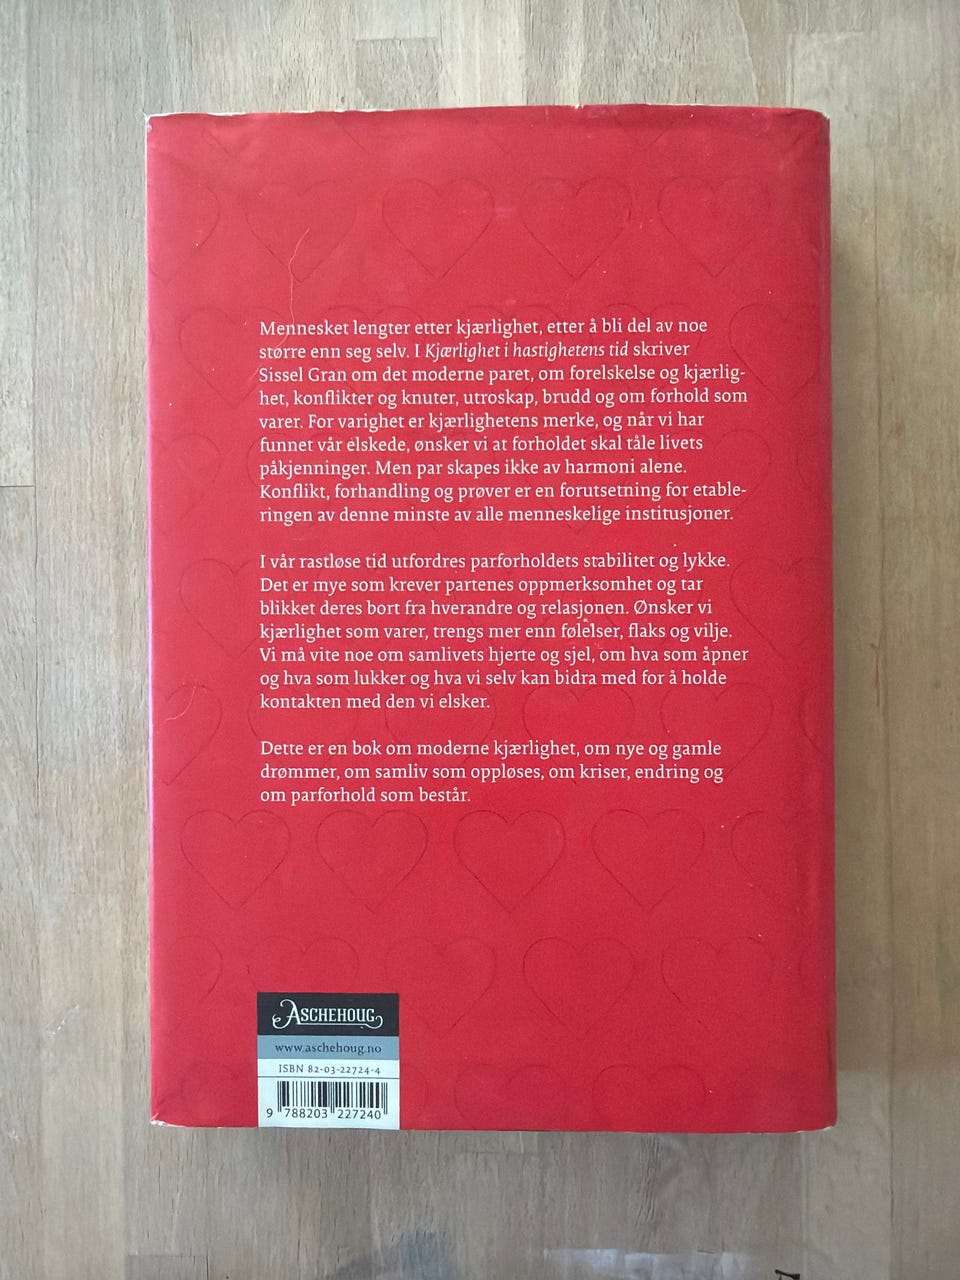 Mennesket lengter etter kjærlighet, etter å bli del av noe
større enn seg selv. I Kjærlighet i hastighetens tid skriver
Sissel Gran om det moderne paret, om forelskelse og kjærlig-
het, konflikter og knuter, utroskap, brudd og om forhold som
varer. For varighet er kjærlighetens merke, og når vi har
funnet vår elskede, ønsker vi at forholdet skal tåle livets
påkjenninger. Men par skapes ikke av harmoni alene.
Konflikt, forhandling og prøver er en forutsetning for etable-
ringen av denne minste av alle menneskelige institusjoner.
I vår rastløse tid utfordres parforholdets stabilitet og lykke.
Det er mye som krever partenes oppmerksomhet og tar
blikket deres bort fra hverandre og relasjonen. Ønsker vi
kjærlighet som varer, trengs mer enn følelser, flaks og vilje.
Vi må vite noe om samlivets hjerte og sjel, om hva som åpner
og hva som lukker og hva vi selv kan bidra med for å holde
kontakten med den vi elsker.
Dette er en bok om moderne kjærlighet, om nye og gamle
drømmer, om samliv som oppløses, om kriser, endring og
om parforhold som består.
ASCHEHOUG
www.aschehoug.no
ISBN 82-03-22724-4
9 788203 227240